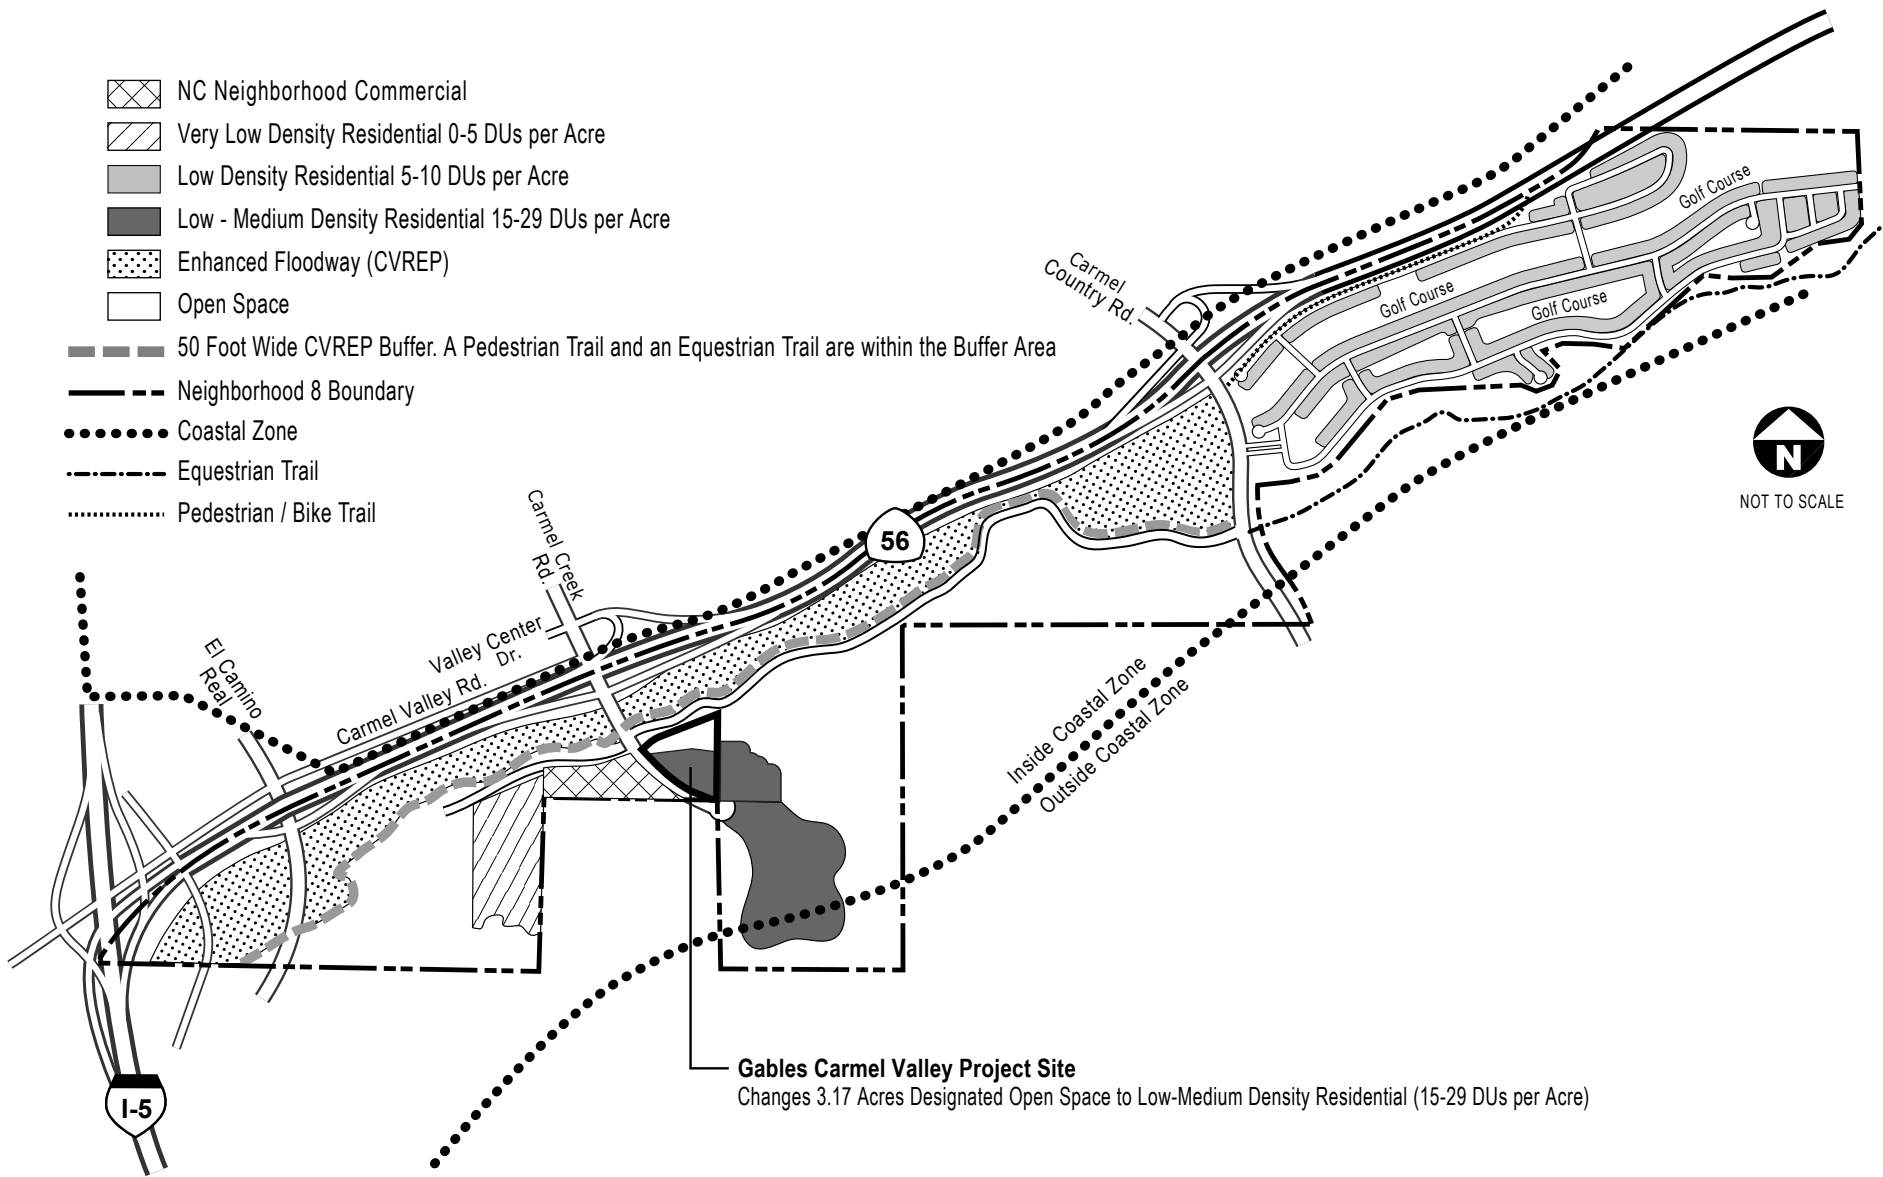 NC Neighborhood Commercial
Very Low Density Residential 0-5 DUs per Acre
Low Density Residential 5-10 DUs per Acre
Low - Medium Density Residential 15-29 DUs per Acre
Enhanced Floodway (CVREP)
Open Space
50 Foot Wide CVREP Buffer. A Pedestrian Trail and an Equestrian Trail are within the Buffer Area
Neighborhood 8 Boundary
Coastal Zone
Equestrian Trail
Pedestrian / Bike Trail
Golf Course
Golf Course
Golf Course
Carmel
Country Rd.
N
NOT TO SCALE
56
Carmel Creek
Rd.
Valley Center
Dr.
El Camino
Real
Carmel Valley Rd.
Inside Coastal Zone
Outside Coastal Zone
Gables Carmel Valley Project Site
Changes 3.17 Acres Designated Open Space to Low-Medium Density Residential (15-29 DUs per Acre)
I-5